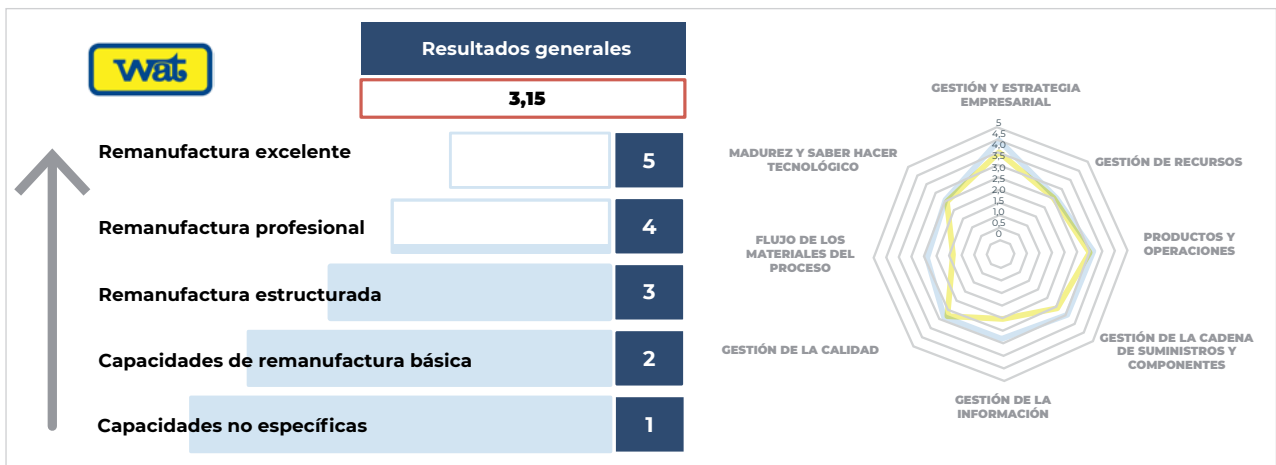 wat
Resultados generales
3,15
Remanufactura excelente
5
Remanufactura profesional
4
Remanufactura estructurada
3
Capacidades de remanufactura básica
2
Capacidades no específicas
1
GESTIÓN Y ESTRATEGIA
EMPRESARIAL
GESTIÓN DE RECURSOS
PRODUCTOS Y
OPERACIONES
GESTIÓN DE LA CADENA
DE SUMINISTROS Y
COMPONENTES
GESTIÓN DE LA
INFORMACIÓN
GESTIÓN DE LA CALIDAD
FLUJO DE LOS
MATERIALES DEL
PROCESO
MADUREZ Y SABER HACER
TECNOLÓGICO
5
4,5
4,0
3,5
3,0
2,5
2,0
1,5
1,0
0,5
0